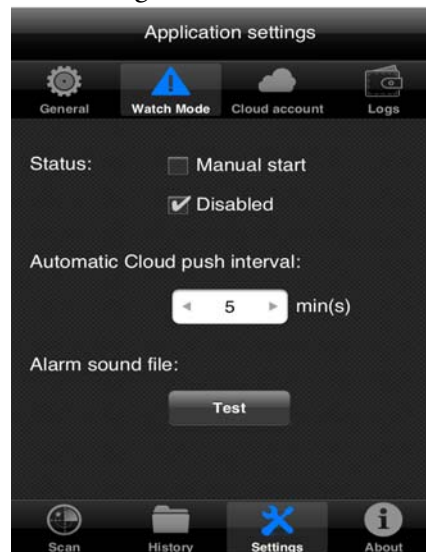 Application settings
General Watch Mode Cloud account Logs
Status: Manual start
Disabled
Automatic Cloud push interval:
5 min(s)
Alarm sound file:
Test
Scan History Settings About